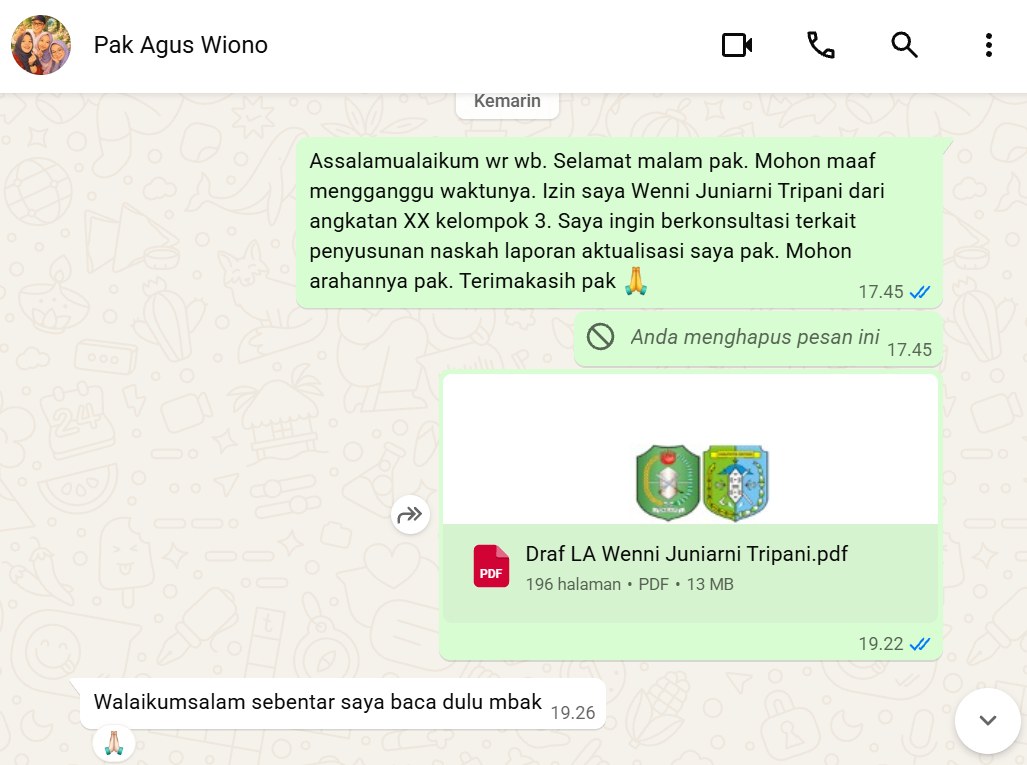 Pak Agus Wiono
Kemarin
Assalamualaikum wr wb. Selamat malam pak. Mohon maaf
mengganggu waktunya. Izin saya Wenni Juniarni Tripani dari
angkatan XX kelompok 3. Saya ingin berkonsultasi terkait
penyusunan naskah laporan aktualisasi saya pak. Mohon
arahannya pak. Terimakasih pak 🙏
17.45
Anda menghapus pesan ini
17.45
PDF
Draf LA Wenni Juniarni Tripani.pdf
196 halaman • PDF • 13 MB
19.22
Walaikumsalam sebentar saya baca dulu mbak
19.26
🙏🏻